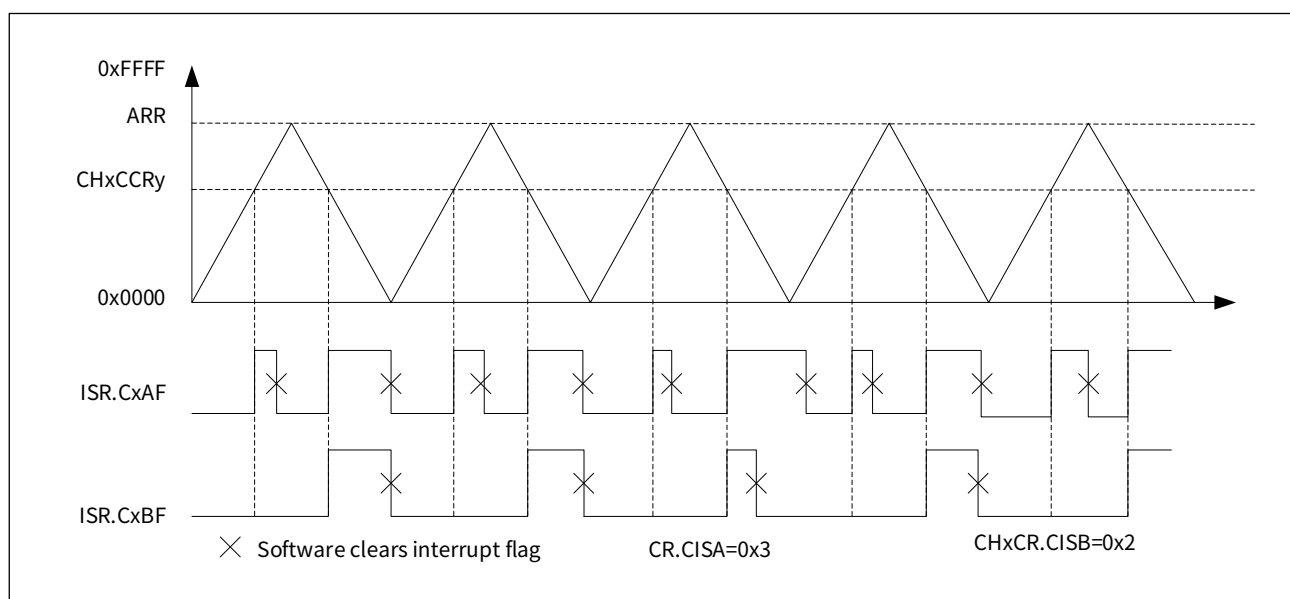 0xFFFF
ARR
CHxCCRy
0x0000
ISR.CxAF
ISR.CxBF
Software clears interrupt flag
CR.CISA=0x3
CHxCR.CISB=0x2